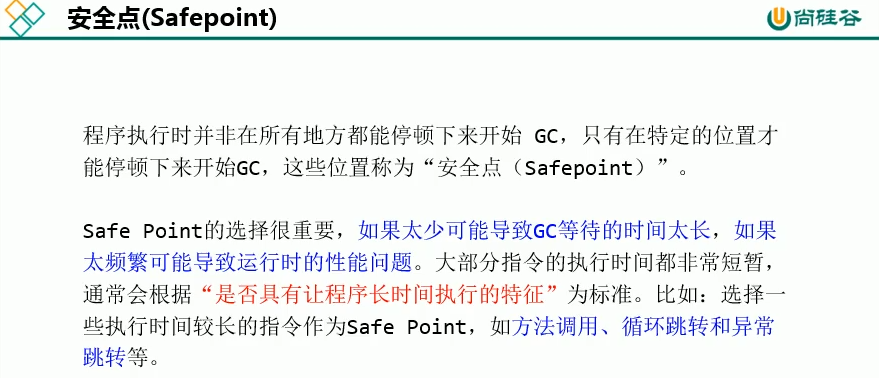 安全点(Safepoint)
尚硅谷
程序执行时并非在所有地方都能停顿下来开始 GC，只有在特定的位置才
能停顿下来开始GC，这些位置称为“安全点（Safepoint）”。
Safe Point的选择很重要，如果太少可能导致GC等待的时间太长，如果
太频繁可能导致运行时的性能问题。大部分指令的执行时间都非常短暂，
通常会根据“是否具有让程序长时间执行的特征”为标准。比如：选择一
些执行时间较长的指令作为Safe Point，如方法调用、循环跳转和异常
跳转等。